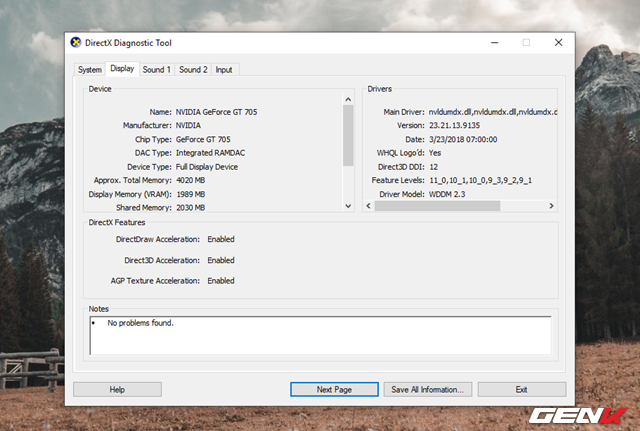 DirectX Diagnostic Tool
System Display Sound 1 Sound 2 Input
Device
Name: NVIDIA GeForce GT 705
Manufacturer: NVIDIA
Chip Type: GeForce GT 705
DAC Type: Integrated RAMDAC
Device Type: Full Display Device
Approx. Total Memory: 4020 MB
Display Memory (VRAM): 1989 MB
Shared Memory: 2030 MB
Drivers
Main Driver: nvldumdx.dll,nvldumdx.dll,nvldumdx.d
Version: 23.21.13.9135
Date: 3/23/2018 07:00:00
WHQL Logo'd: Yes
Direct3D DDI: 12
Feature Levels: 11_0,10_1,10_0,9_3,9_2,9_1
Driver Model: WDDM 2.3
DirectX Features
DirectDraw Acceleration: Enabled
Direct3D Acceleration: Enabled
AGP Texture Acceleration: Enabled
Notes
• No problems found.
Help Next Page Save All Information... Exit
GENK